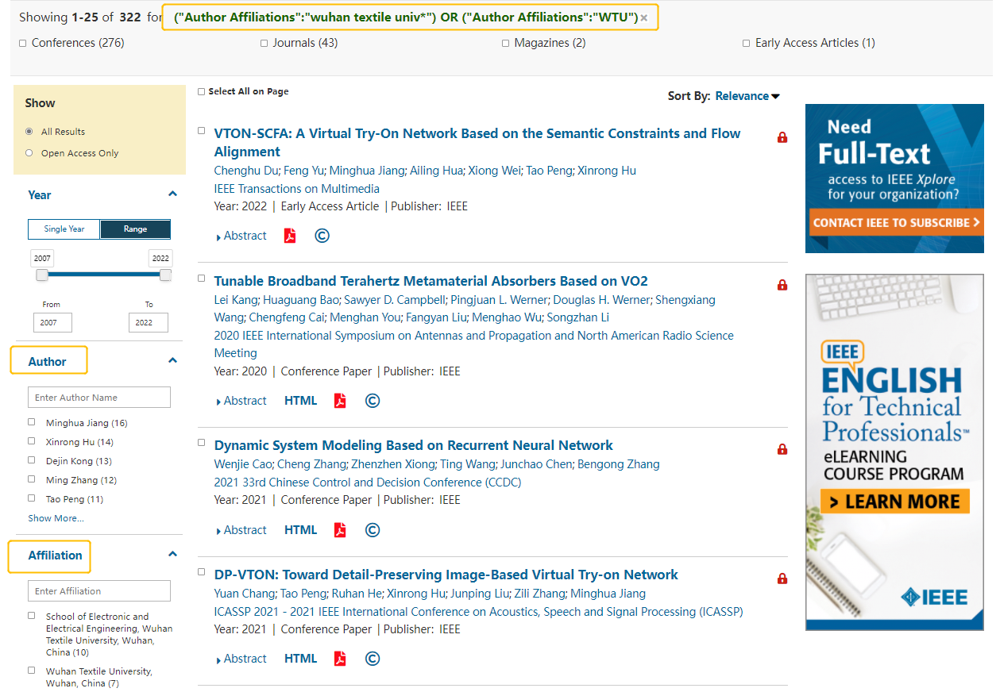 Showing 1-25 of 322 for ("Author Affiliations":"wuhan textile univ*") OR ("Author Affiliations":"WTU") ×
Conferences (276) Journals (43) Magazines (2) Early Access Articles (1)
Show
All Results
Open Access Only
Year
Single Year Range
2007 2022
From To
2007 2022
Author
Enter Author Name
Minghua Jiang (16)
Xinrong Hu (14)
Dejin Kong (13)
Ming Zhang (12)
Tao Peng (11)
Show More...
Affiliation
Enter Affiliation
School of Electronic and
Electrical Engineering, Wuhan
Textile University, Wuhan,
China (10)
Wuhan Textile University,
Wuhan, China (7)
Select All on Page
Sort By: Relevance
VTON-SCFA: A Virtual Try-On Network Based on the Semantic Constraints and Flow
Alignment
Chenghu Du; Feng Yu; Minghua Jiang; Ailing Hua; Xiong Wei; Tao Peng; Xinrong Hu
IEEE Transactions on Multimedia
Year: 2022 | Early Access Article | Publisher: IEEE
Abstract ©
Tunable Broadband Terahertz Metamaterial Absorbers Based on VO2
Lei Kang; Huaguang Bao; Sawyer D. Campbell; Pingjuan L. Werner; Douglas H. Werner; Shengxiang
Wang; Chengfeng Cai; Menghan You; Fangyan Liu; Menghao Wu; Songzhan Li
2020 IEEE International Symposium on Antennas and Propagation and North American Radio Science
Meeting
Year: 2020 | Conference Paper | Publisher: IEEE
Abstract HTML ©
Dynamic System Modeling Based on Recurrent Neural Network
Wenjie Cao; Cheng Zhang; Zhenzhen Xiong; Ting Wang; Junchao Chen; Bengong Zhang
2021 33rd Chinese Control and Decision Conference (CCDC)
Year: 2021 | Conference Paper | Publisher: IEEE
Abstract HTML ©
DP-VTON: Toward Detail-Preserving Image-Based Virtual Try-on Network
Yuan Chang; Tao Peng; Ruhan He; Xinrong Hu; Junping Liu; Zili Zhang; Minghua Jiang
ICASSP 2021 - 2021 IEEE International Conference on Acoustics, Speech and Signal Processing (ICASSP)
Year: 2021 | Conference Paper | Publisher: IEEE
Abstract HTML ©
Need
Full-Text
access to IEEE Xplore
for your organization?
CONTACT IEEE TO SUBSCRIBE >
IEEE
ENGLISH
for Technical
Professionals™
eLEARNING
COURSE PROGRAM
> LEARN MORE
IEEE